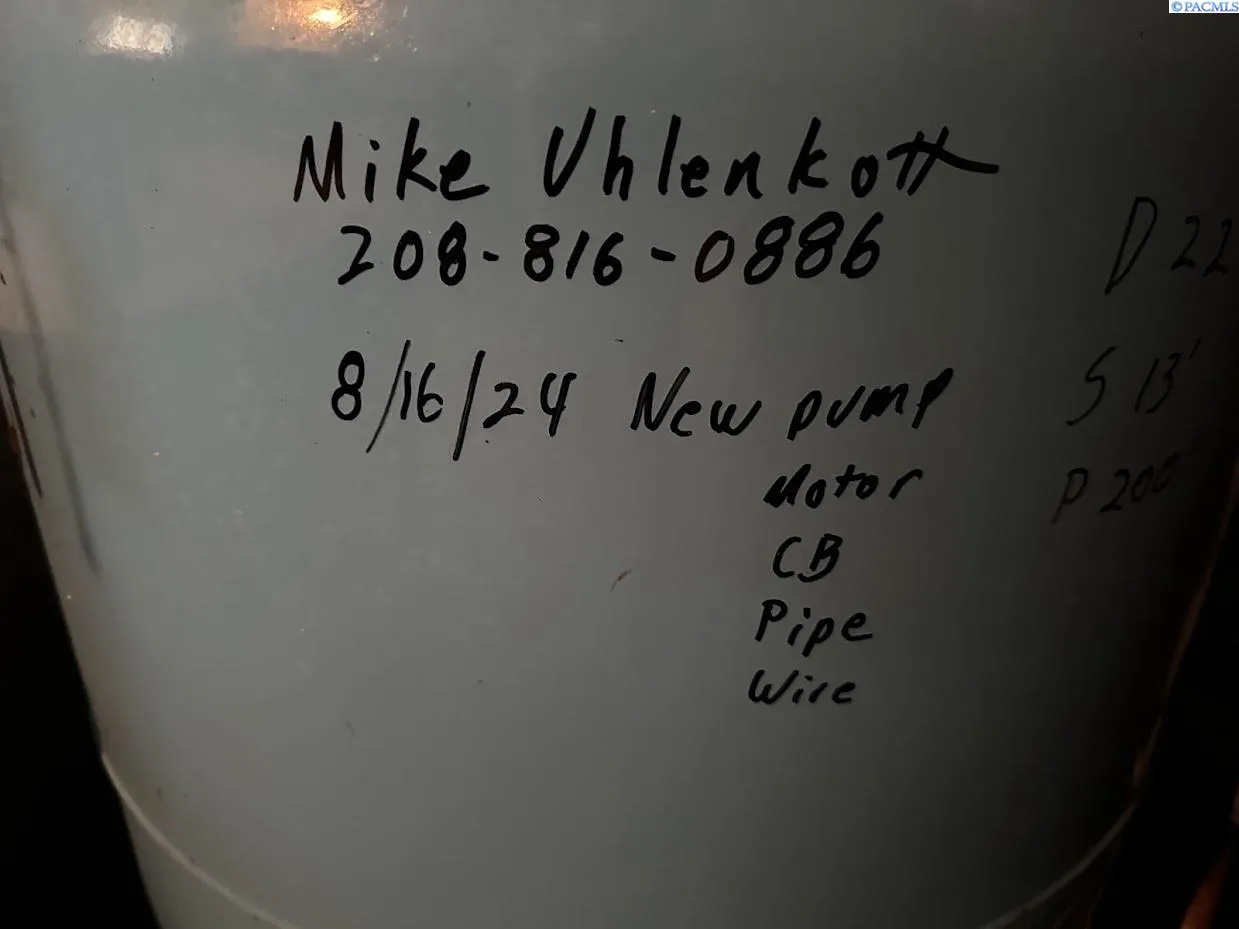 © PACMLS
Mike Uhlenkott
208-816-0886
8/16/24 New pump
Motor
CB
Pipe
Wire
D 22
S 13'
P 200'